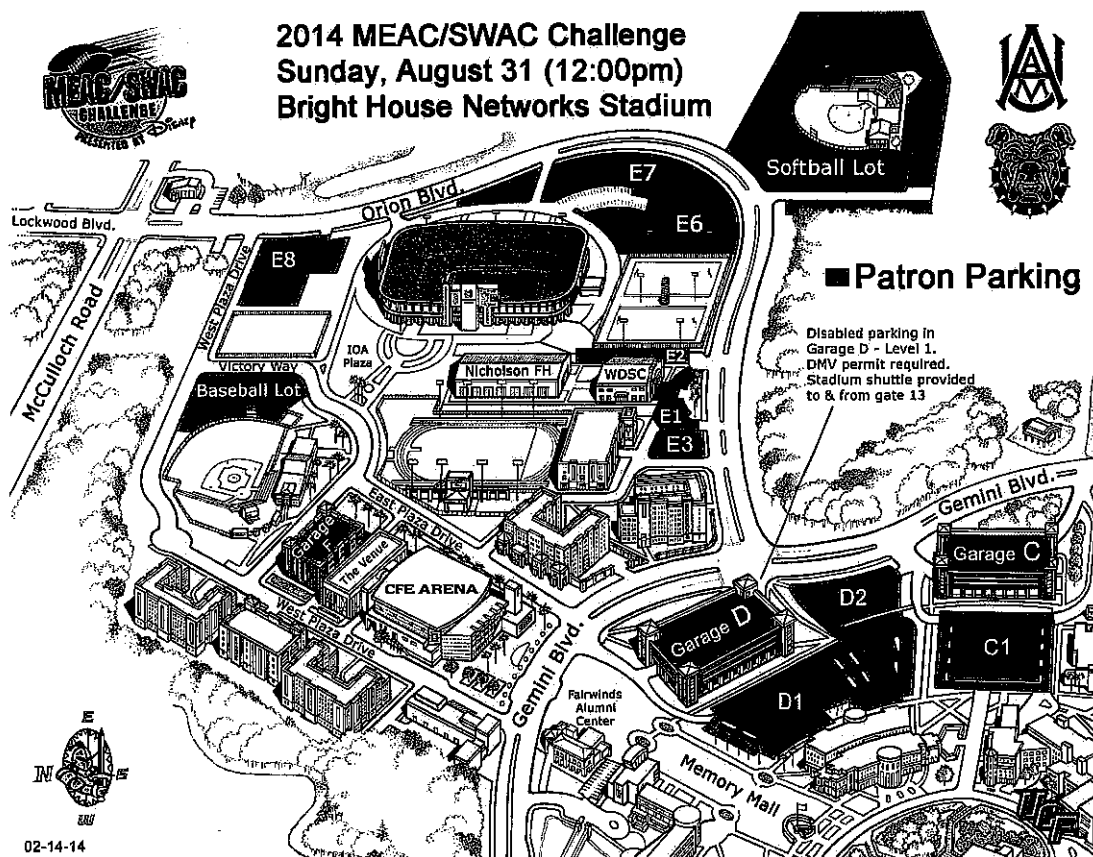 2014 MEAC/SWAC Challenge
Sunday, August 31 (12:00pm)
Bright House Networks Stadium
MEAC/SWAC
CHALLENGE
PRESENTED BY Disney
AAM
Softball Lot
E7
E6
Orion Blvd.
Lockwood Blvd.
E8
West Plaza Drive
McCulloch Road
Patron Parking
Disabled parking in
Garage D - Level 1.
DMV permit required.
Stadium shuttle provided
to & from gate 13
IOA
Plaza
E2
Victory Way
Nicholson FH
WDSC
Baseball Lot
E1
E3
Gemini Blvd.
East Plaza Drive
Garage F
The Venue
CFE ARENA
Garage C
D2
West Plaza Drive
Garage D
C1
Gemini Blvd.
D1
Fairwinds
Alumni
Center
Memory Mall
UCF
E
N
S
W
02-14-14